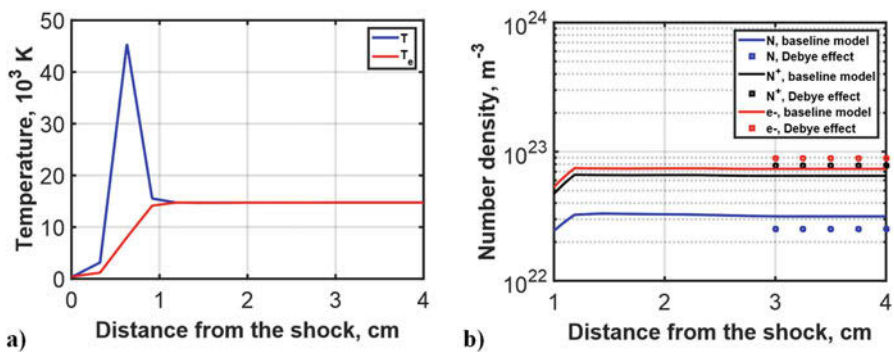 50
40
30
20
10
0
Temperature, 10³ K
T
Tₑ
0 1 2 3 4
Distance from the shock, cm
a)
10²⁴
10²³
10²²
Number density, m⁻³
N, baseline model
N, Debye effect
N⁺, baseline model
N⁺, Debye effect
e-, baseline model
e-, Debye effect
1 2 3 4
Distance from the shock, cm
b)